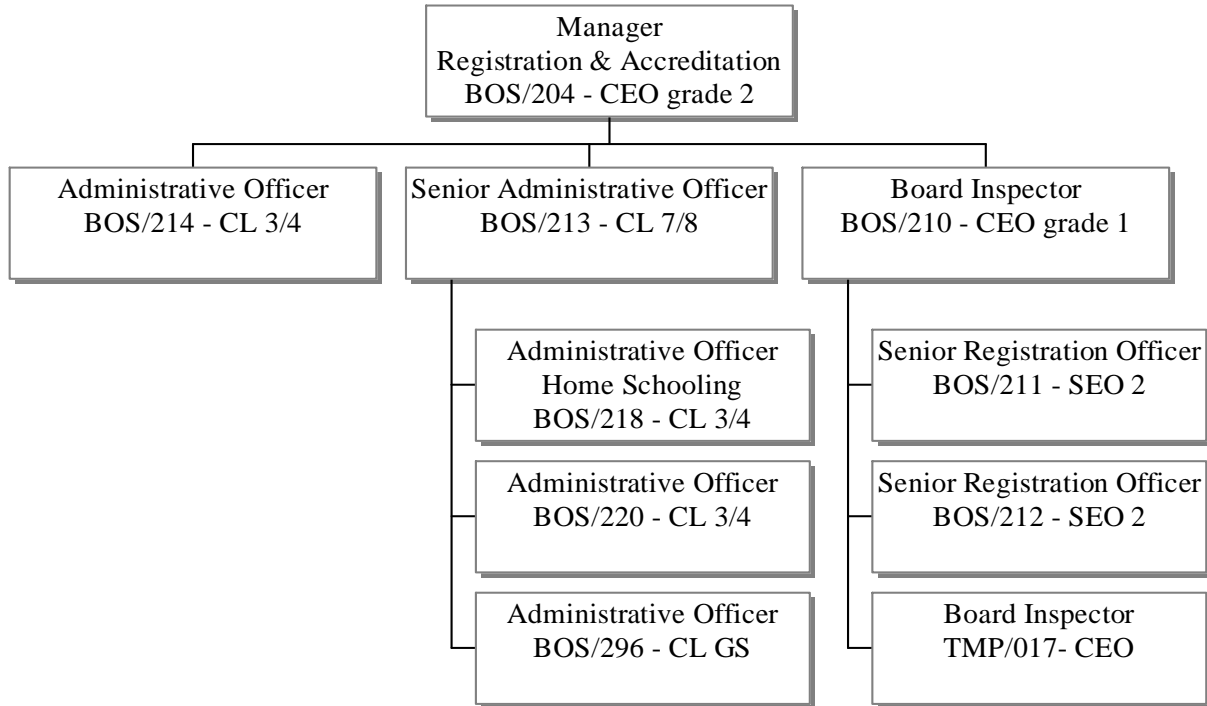 Manager
Registration & Accreditation
BOS/204 - CEO grade 2
Administrative Officer
BOS/214 - CL 3/4
Senior Administrative Officer
BOS/213 - CL 7/8
Board Inspector
BOS/210 - CEO grade 1
Administrative Officer
Home Schooling
BOS/218 - CL 3/4
Administrative Officer
BOS/220 - CL 3/4
Administrative Officer
BOS/296 - CL GS
Senior Registration Officer
BOS/211 - SEO 2
Senior Registration Officer
BOS/212 - SEO 2
Board Inspector
TMP/017- CEO